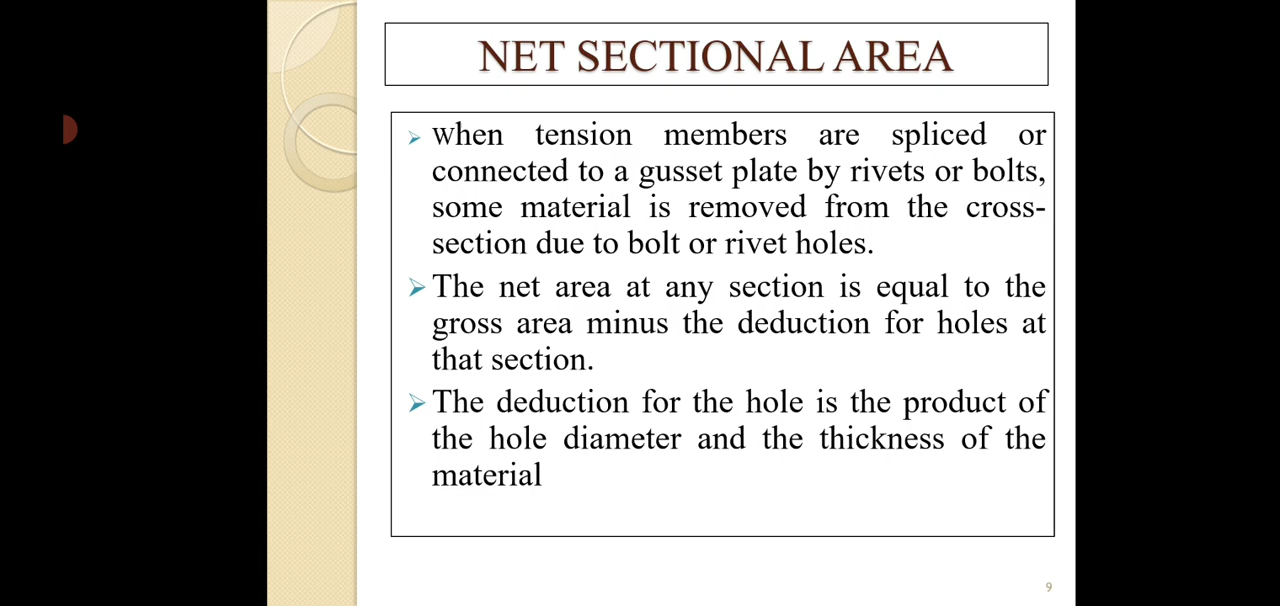 NET SECTIONAL AREA
➢ When tension members are spliced or
connected to a gusset plate by rivets or bolts,
some material is removed from the cross-
section due to bolt or rivet holes.
➢ The net area at any section is equal to the
gross area minus the deduction for holes at
that section.
➢ The deduction for the hole is the product of
the hole diameter and the thickness of the
material
9